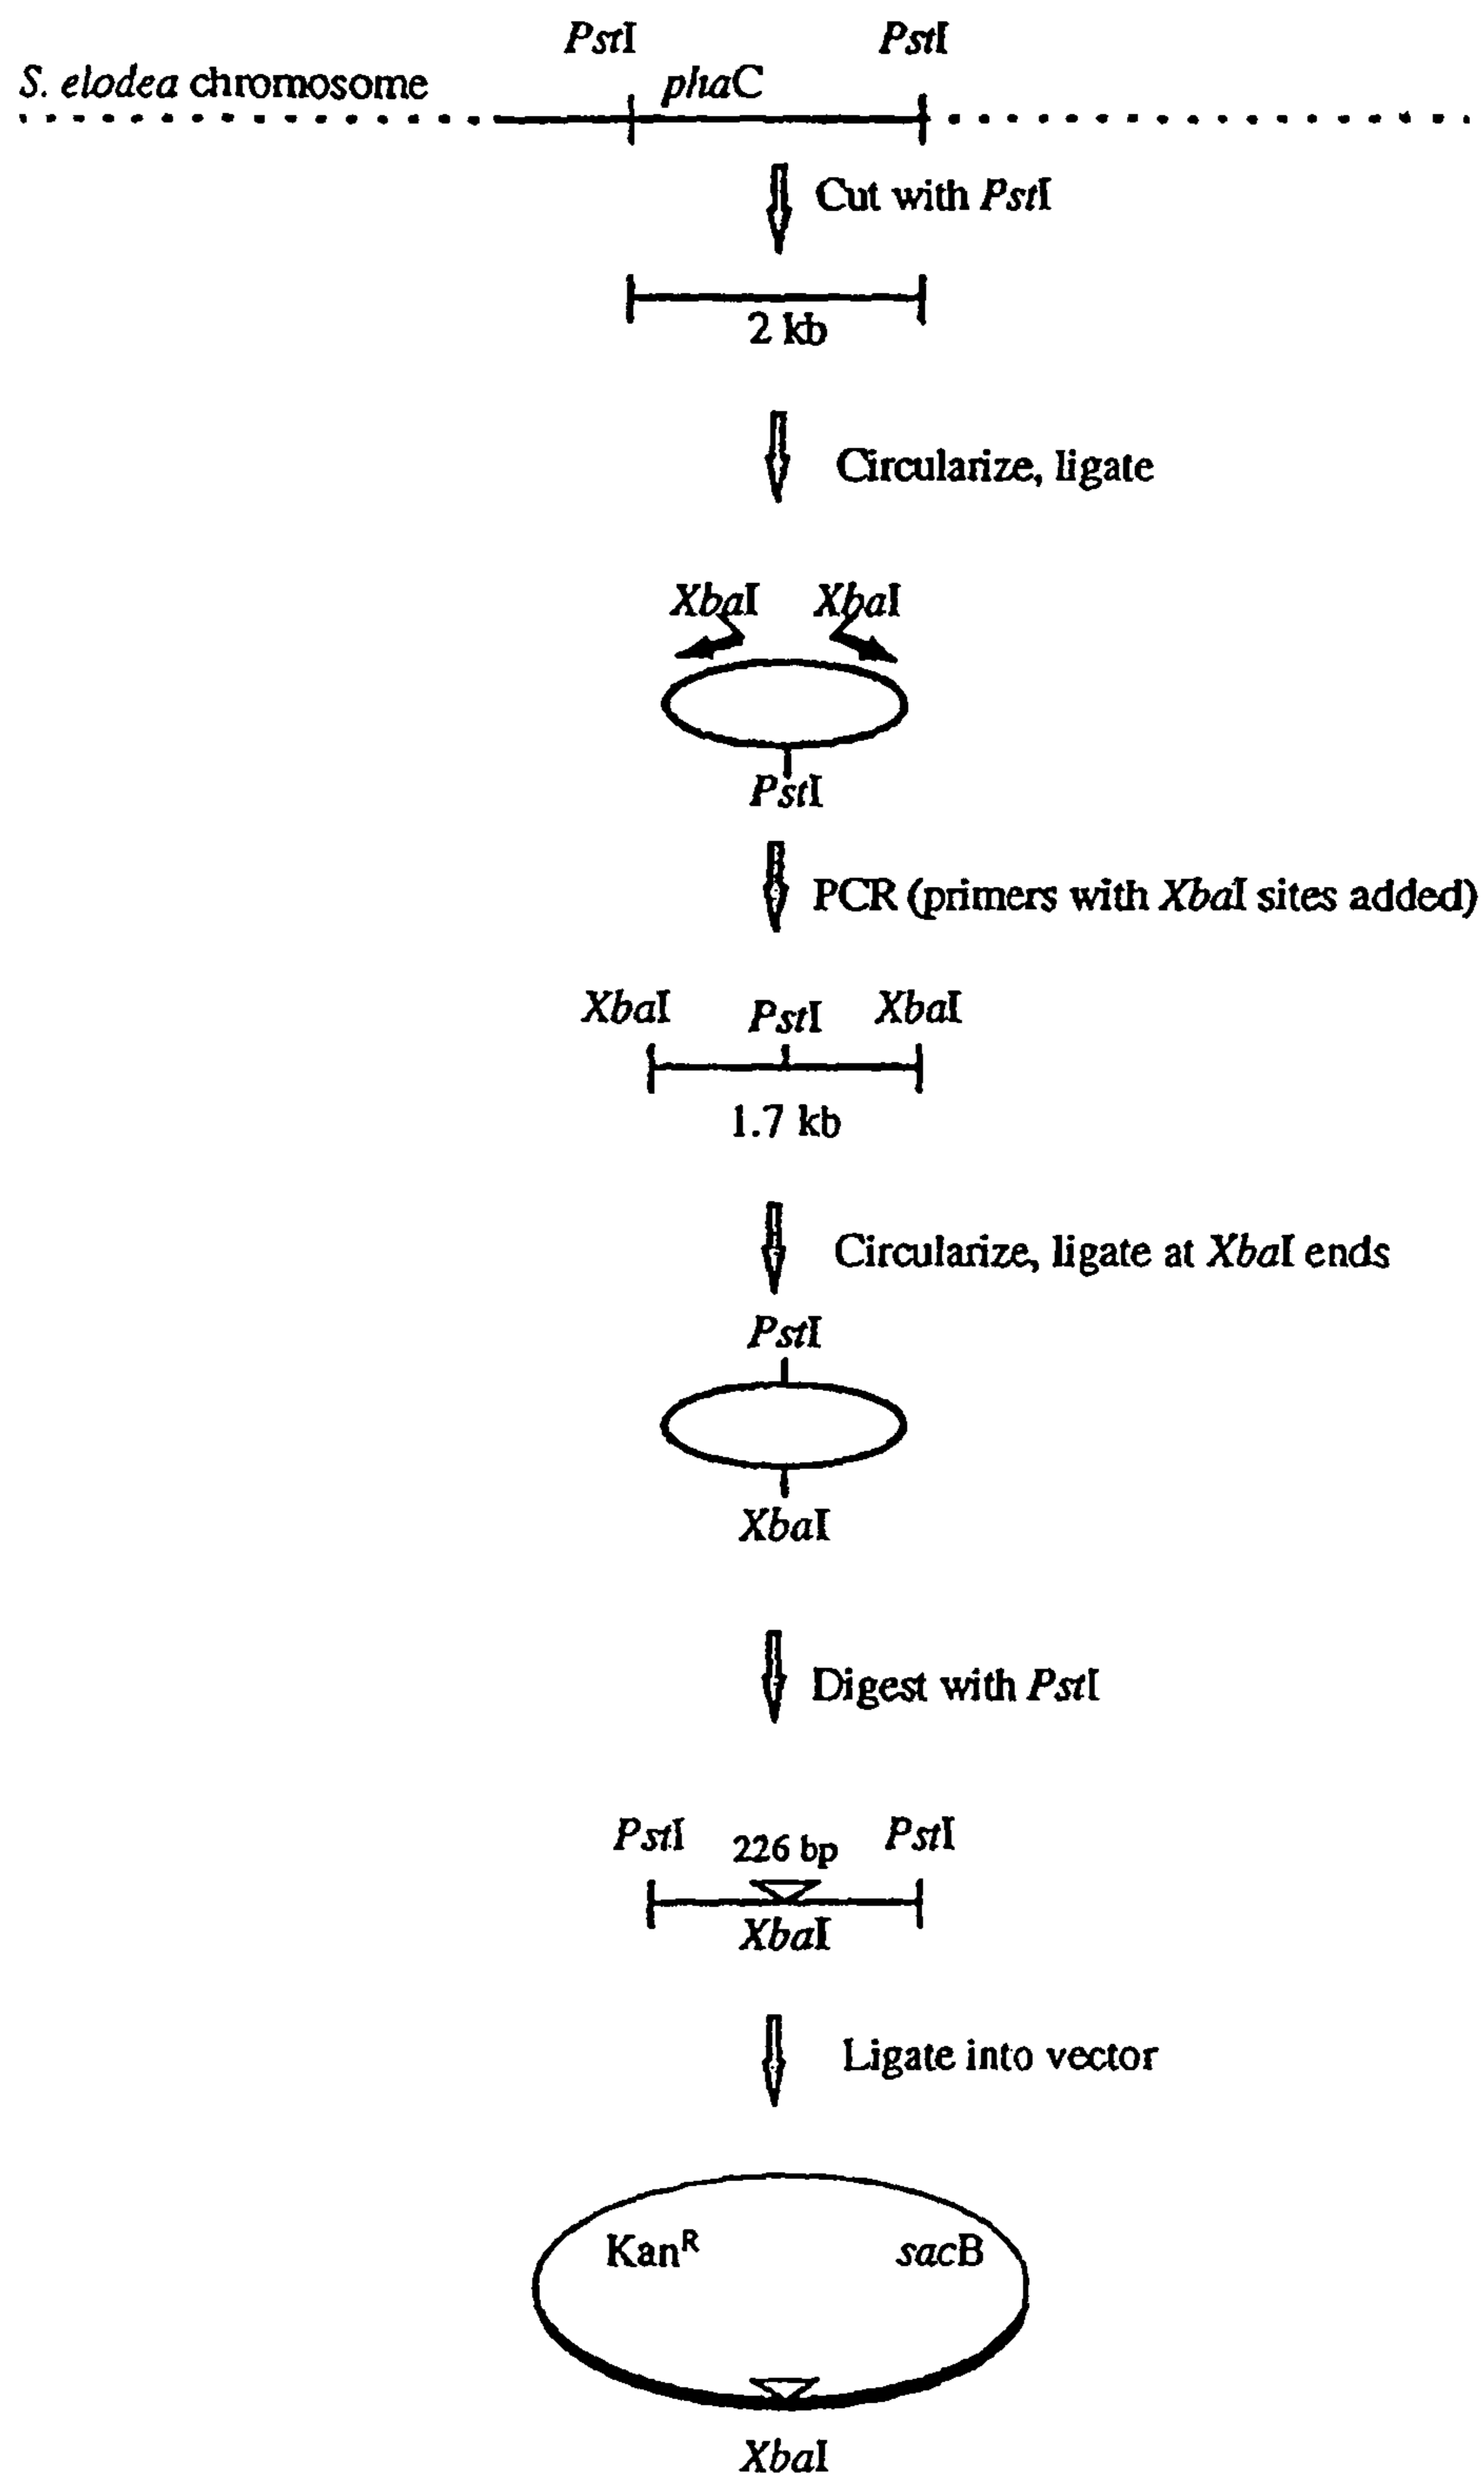 PstI PstI
S. elodea chromosome phaC
Cut with PstI
2 kb
Circularize, ligate
XbaI XbaI
PstI
PCR (primers with XbaI sites added)
XbaI PstI XbaI
1.7 kb
Circularize, ligate at XbaI ends
PstI
XbaI
Digest with PstI
PstI 226 bp PstI
XbaI
Ligate into vector
Kanᴿ sacB
XbaI